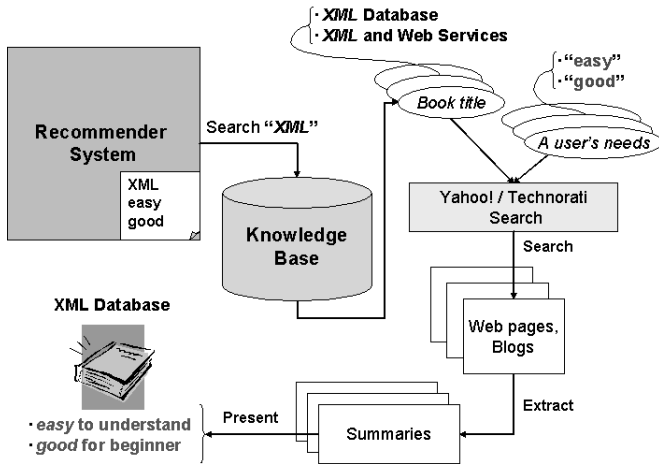 · XML Database
· XML and Web Services
· “easy”
· “good”
Book title
A user's needs
Recommender
System
XML
easy
good
Search “XML”
Knowledge
Base
Yahoo! / Technorati
Search
Search
Web pages,
Blogs
Extract
Summaries
Present
XML Database
· easy to understand
· good for beginner